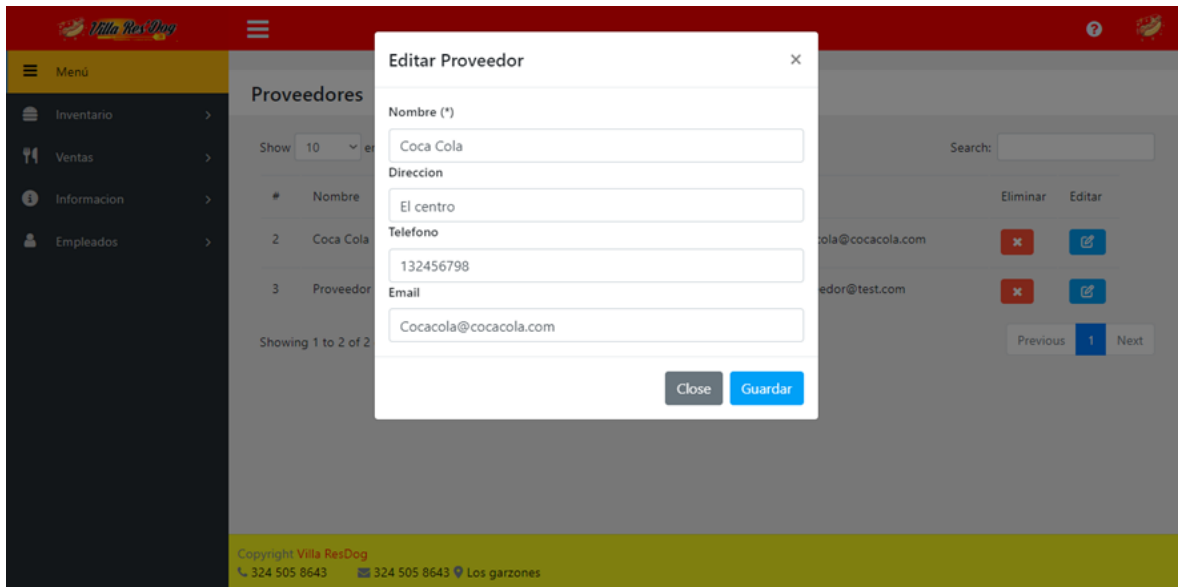 Villa Res'Dog
Menú
Inventario
Ventas
Informacion
Empleados
Proveedores
Show 10 er
Search:
# Nombre Eliminar Editar
2 Coca Cola cola@cocacola.com
3 Proveedor edor@test.com
Showing 1 to 2 of 2
Previous 1 Next
Editar Proveedor ×
Nombre (*)
Coca Cola
Direccion
El centro
Telefono
132456798
Email
Cocacola@cocacola.com
Close Guardar
Copyright Villa ResDog
324 505 8643 324 505 8643 Los garzones